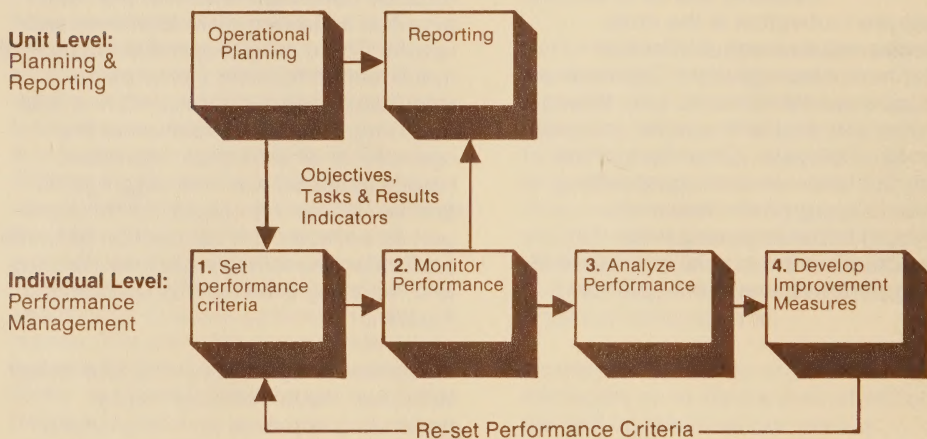 Unit Level:
Planning &
Reporting
Operational
Planning
Reporting
Objectives,
Tasks & Results
Indicators
Individual Level:
Performance
Management
1. Set
performance
criteria
2. Monitor
Performance
3. Analyze
Performance
4. Develop
Improvement
Measures
Re-set Performance Criteria